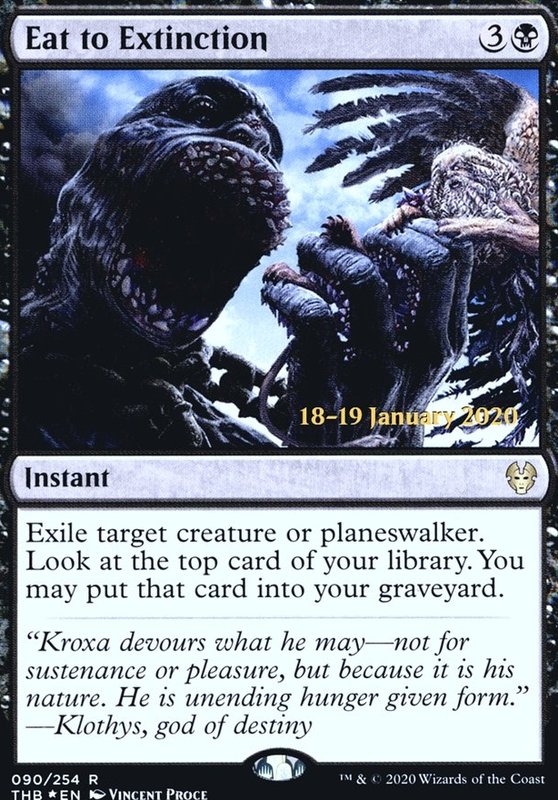 Eat to Extinction 3
18-19 January 2020
Instant
Exile target creature or planeswalker.
Look at the top card of your library. You
may put that card into your graveyard.
“Kroxa devours what he may—not for
sustenance or pleasure, but because it is his
nature. He is unending hunger given form.”
—Klothys, god of destiny
090/254 R
THB ★ EN Vincent Proce
™ & © 2020 Wizards of the Coast